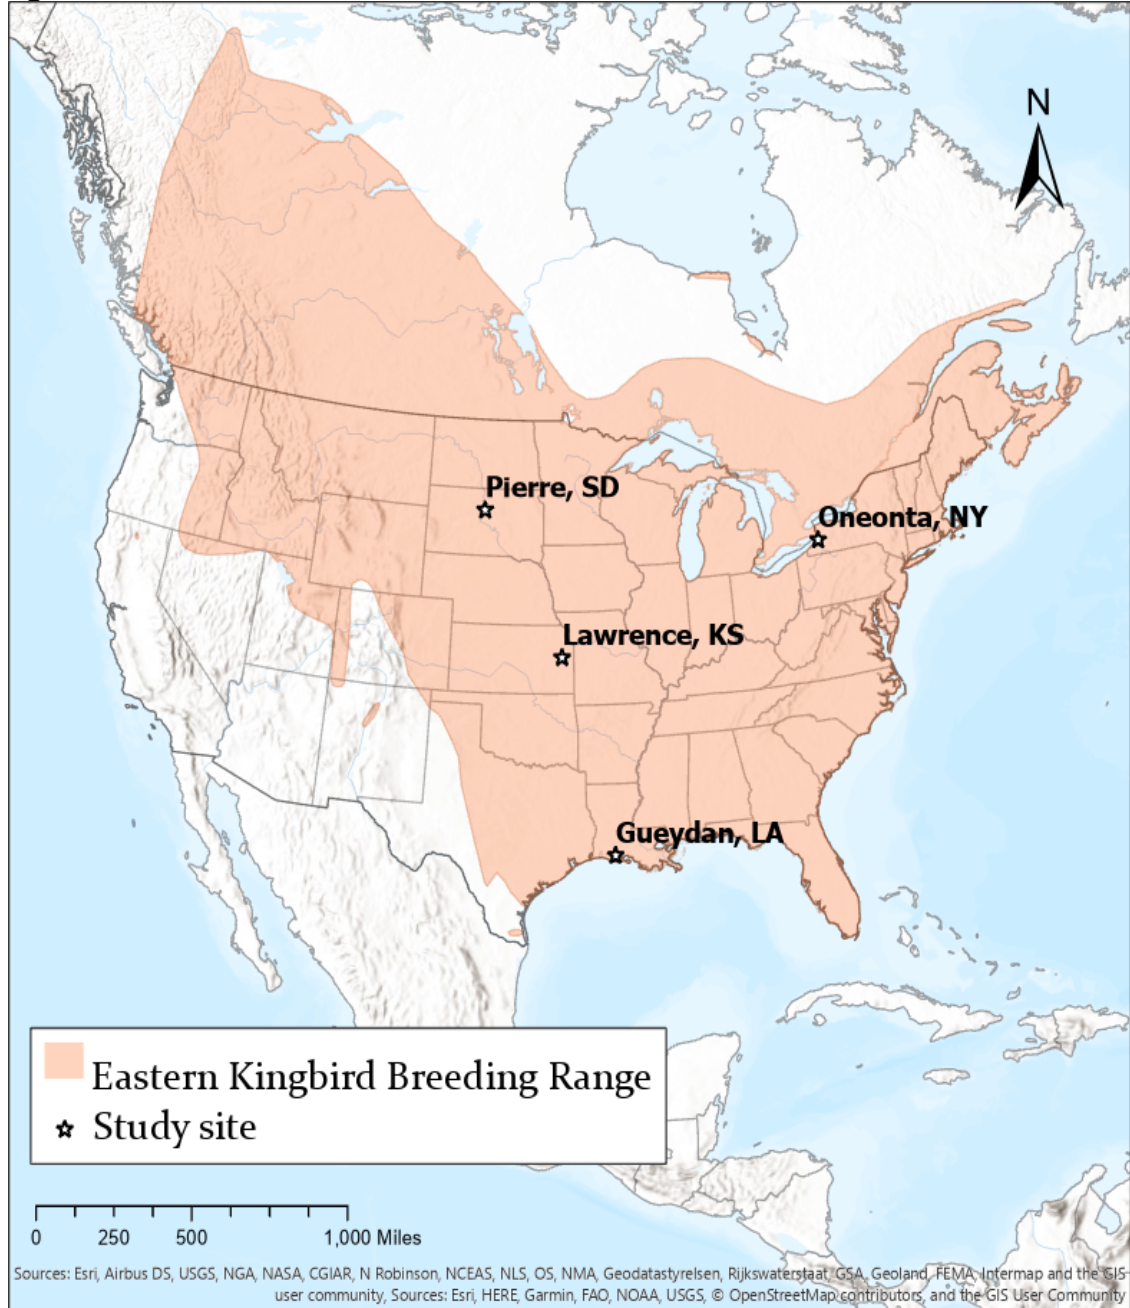 N
Pierre, SD
Oneonta, NY
Lawrence, KS
Gueydan, LA
Eastern Kingbird Breeding Range
Study site
0 250 500 1,000 Miles
Sources: Esri, Airbus DS, USGS, NGA, NASA, CGIAR, N Robinson, NCEAS, NLS, OS, NMA, Geodatastyrelsen, Rijkswaterstaat, GSA, Geoland, FEMA, Intermap and the GIS
user community, Sources: Esri, HERE, Garmin, FAO, NOAA, USGS, © OpenStreetMap contributors, and the GIS User Community